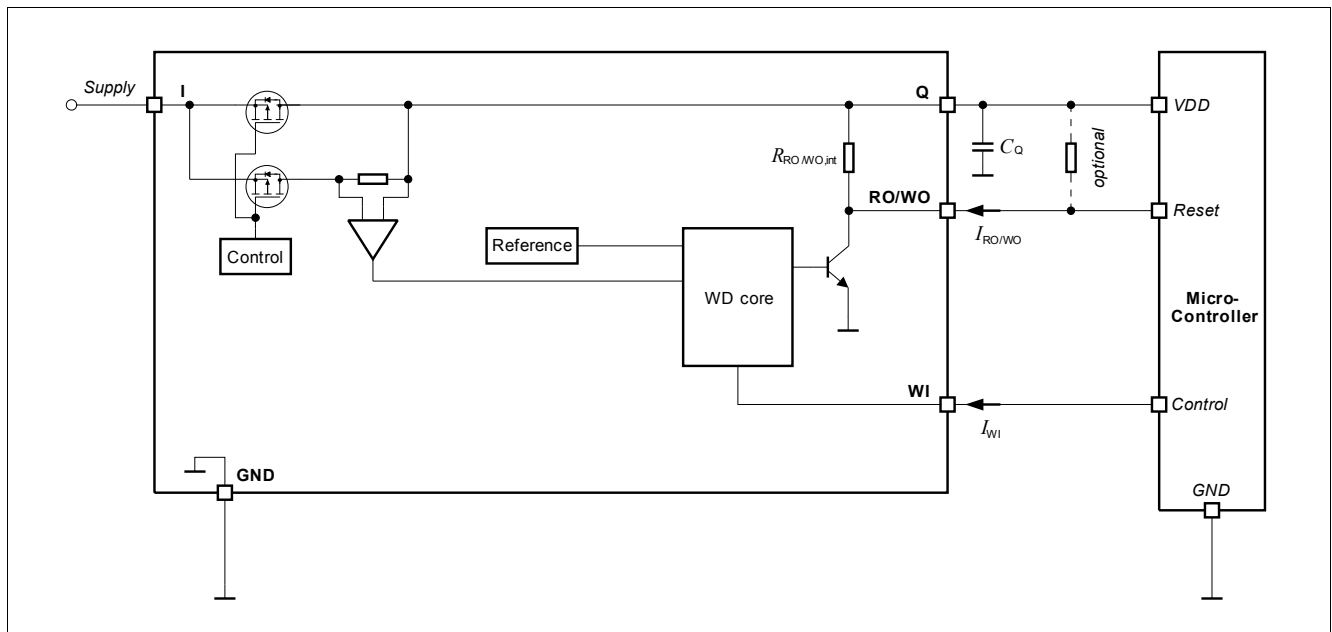 Supply
I
Q
VDD
C_Q
optional
R_RO/WO,int
RO/WO
Reset
I_RO/WO
Control
Reference
WD core
Micro-
Controller
WI
Control
I_WI
GND
GND